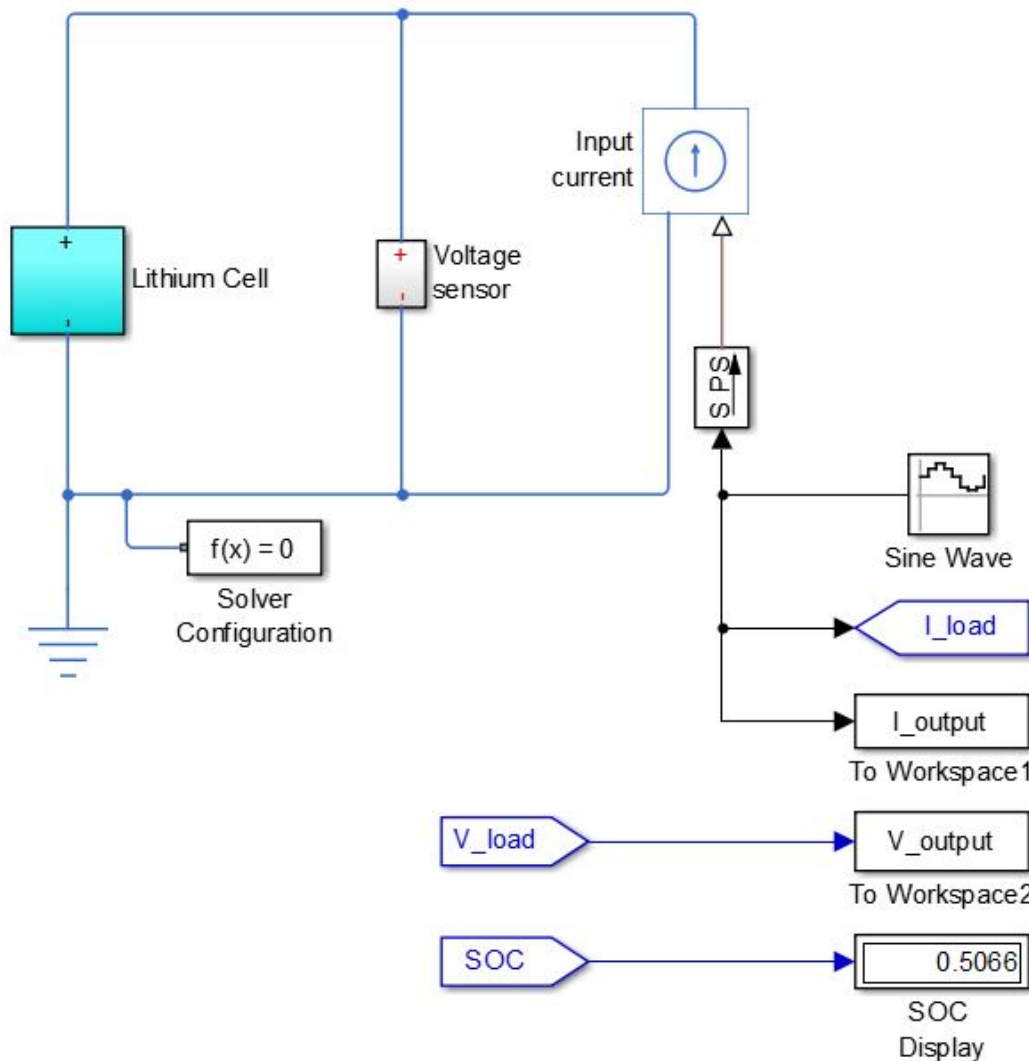 Input
current
+
-
Lithium Cell
+
-
Voltage
sensor
S PS
f(x) = 0
Solver
Configuration
Sine Wave
I_load
I_output
To Workspace1
V_load
V_output
To Workspace2
SOC
0.5066
SOC
Display